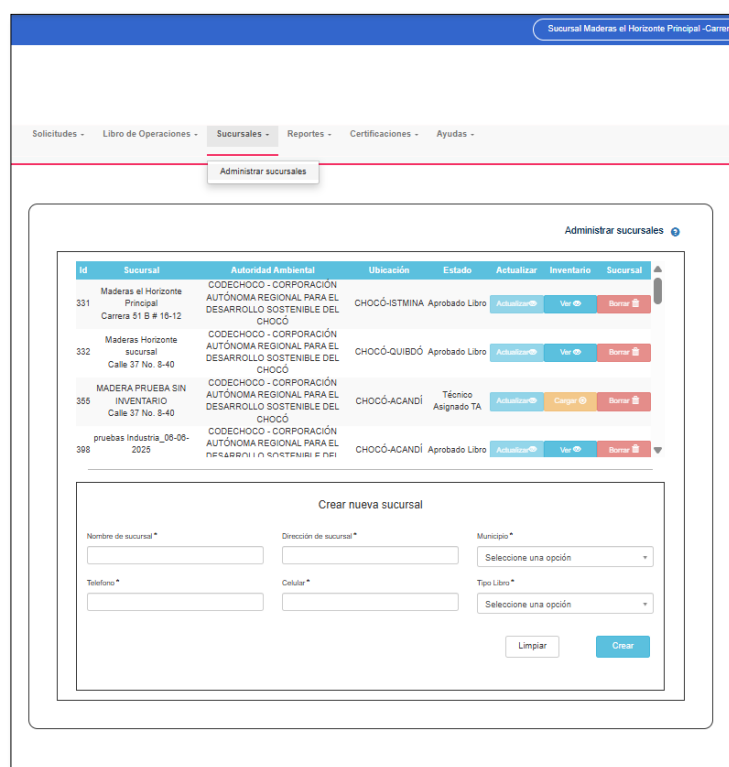 Sucursal Maderas el Horizonte Principal -Carrer
Solicitudes Libro de Operaciones Sucursales Reportes Certificaciones Ayudas
Administrar sucursales
Administrar sucursales
Id Sucursal Autoridad Ambiental Ubicación Estado Actualizar Inventario Sucursal
331 Maderas el Horizonte Principal Carrera 51 B # 16-12 CODECHOCO - CORPORACIÓN AUTÓNOMA REGIONAL PARA EL DESARROLLO SOSTENIBLE DEL CHOCÓ CHOCÓ-ISTMINA Aprobado Libro Actualizar Ver Borrar
332 Maderas Horizonte sucursal Calle 37 No. 8-40 CODECHOCO - CORPORACIÓN AUTÓNOMA REGIONAL PARA EL DESARROLLO SOSTENIBLE DEL CHOCÓ CHOCÓ-QUIBDÓ Aprobado Libro Actualizar Ver Borrar
355 MADERA PRUEBA SIN INVENTARIO Calle 37 No. 8-40 CODECHOCO - CORPORACIÓN AUTÓNOMA REGIONAL PARA EL DESARROLLO SOSTENIBLE DEL CHOCÓ CHOCÓ-ACANDÍ Técnico Asignado TA Actualizar Cargar Borrar
398 pruebas Industria_06-06-2025 CODECHOCO - CORPORACIÓN AUTÓNOMA REGIONAL PARA EL DESARROLLO SOSTENIBLE DEL CHOCÓ-ACANDÍ Aprobado Libro Actualizar Ver Borrar
Crear nueva sucursal
Nombre de sucursal * Dirección de sucursal * Municipio *
Seleccione una opción
Telefono * Celular * Tipo Libro *
Seleccione una opción
Limpiar Crear